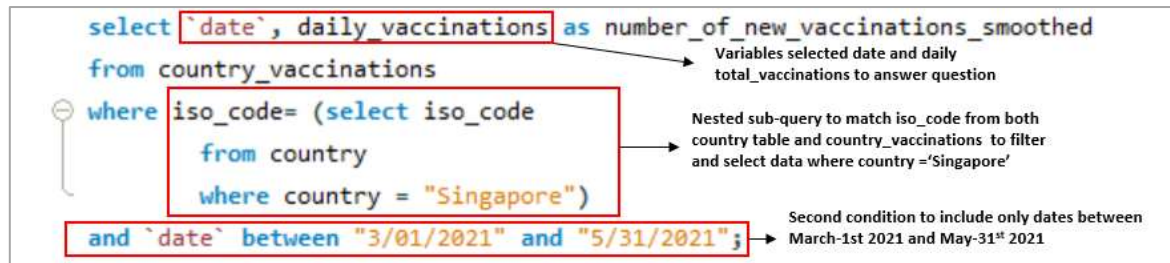 select `date`, daily_vaccinations as number_of_new_vaccinations_smoothed
Variables selected date and daily
total_vaccinations to answer question
from country_vaccinations
where iso_code= (select iso_code
from country
where country = "Singapore")
Nested sub-query to match iso_code from both
country table and country_vaccinations to filter
and select data where country ='Singapore'
and `date` between "3/01/2021" and "5/31/2021";
Second condition to include only dates between
March-1st 2021 and May-31st 2021